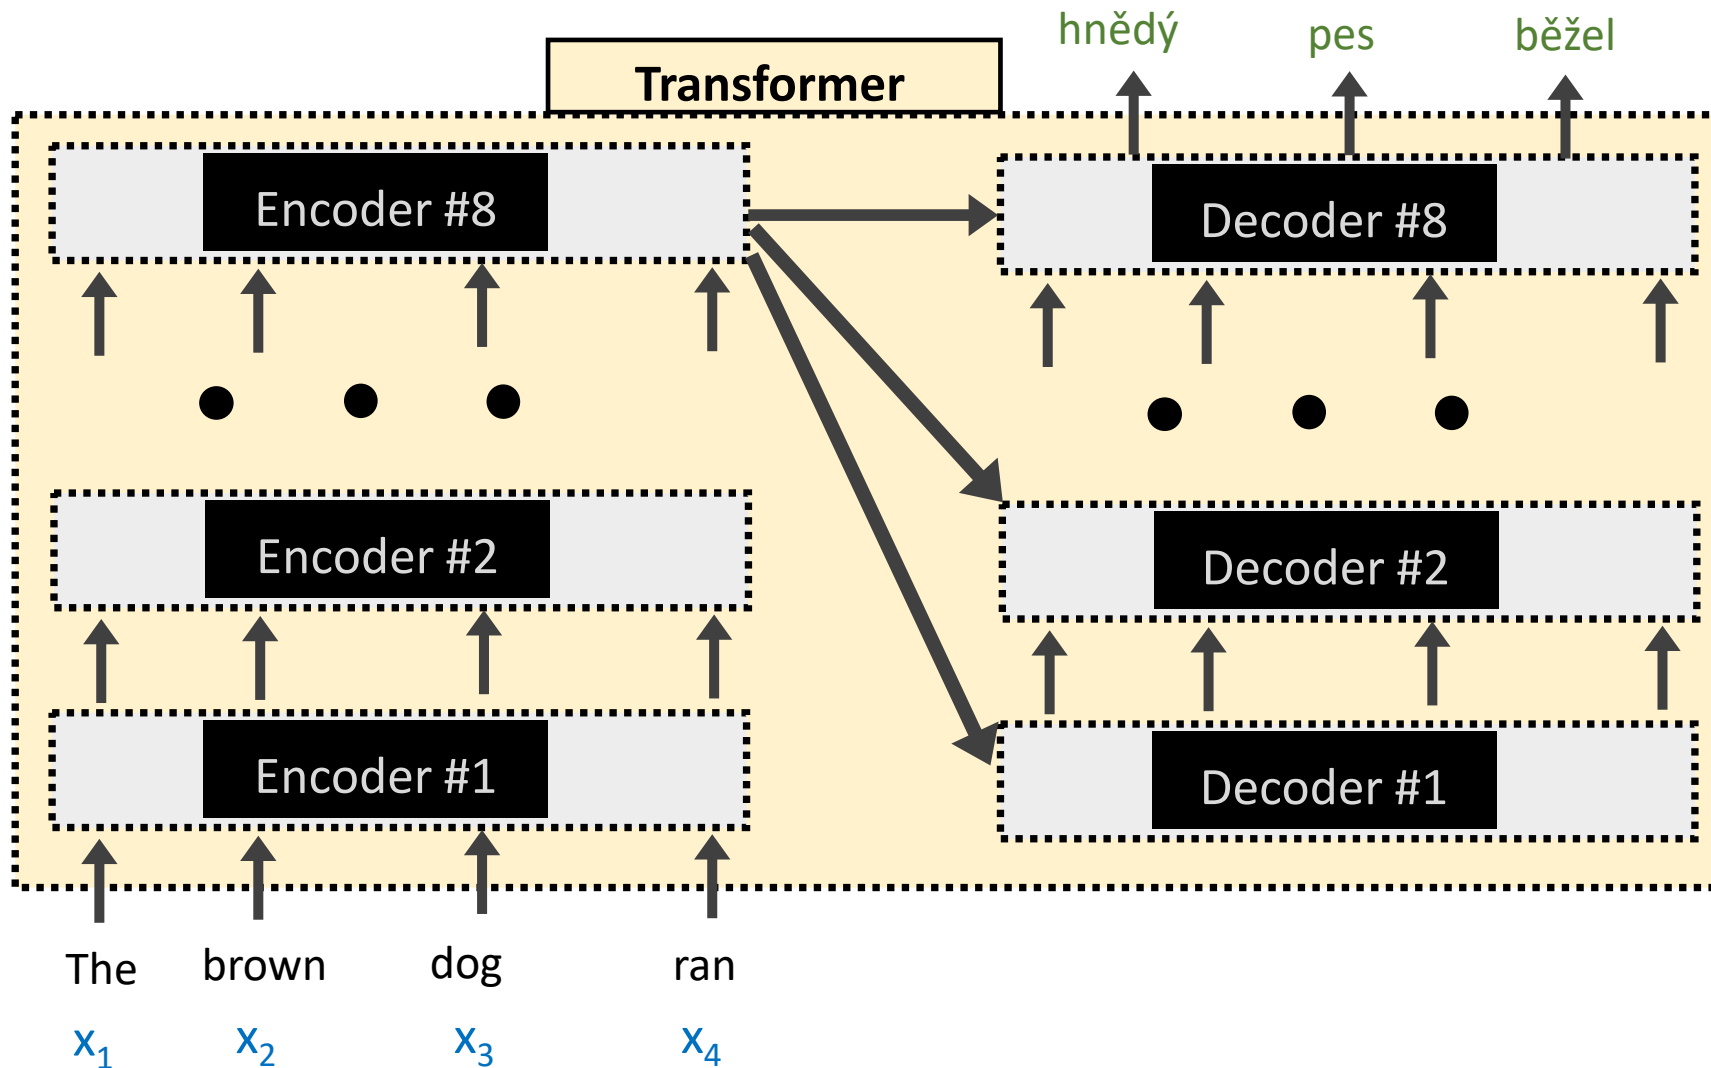 hnědý pes běžel
Transformer
Encoder #8
Decoder #8
Encoder #2
Decoder #2
Encoder #1
Decoder #1
The brown dog ran
x₁ x₂ x₃ x₄